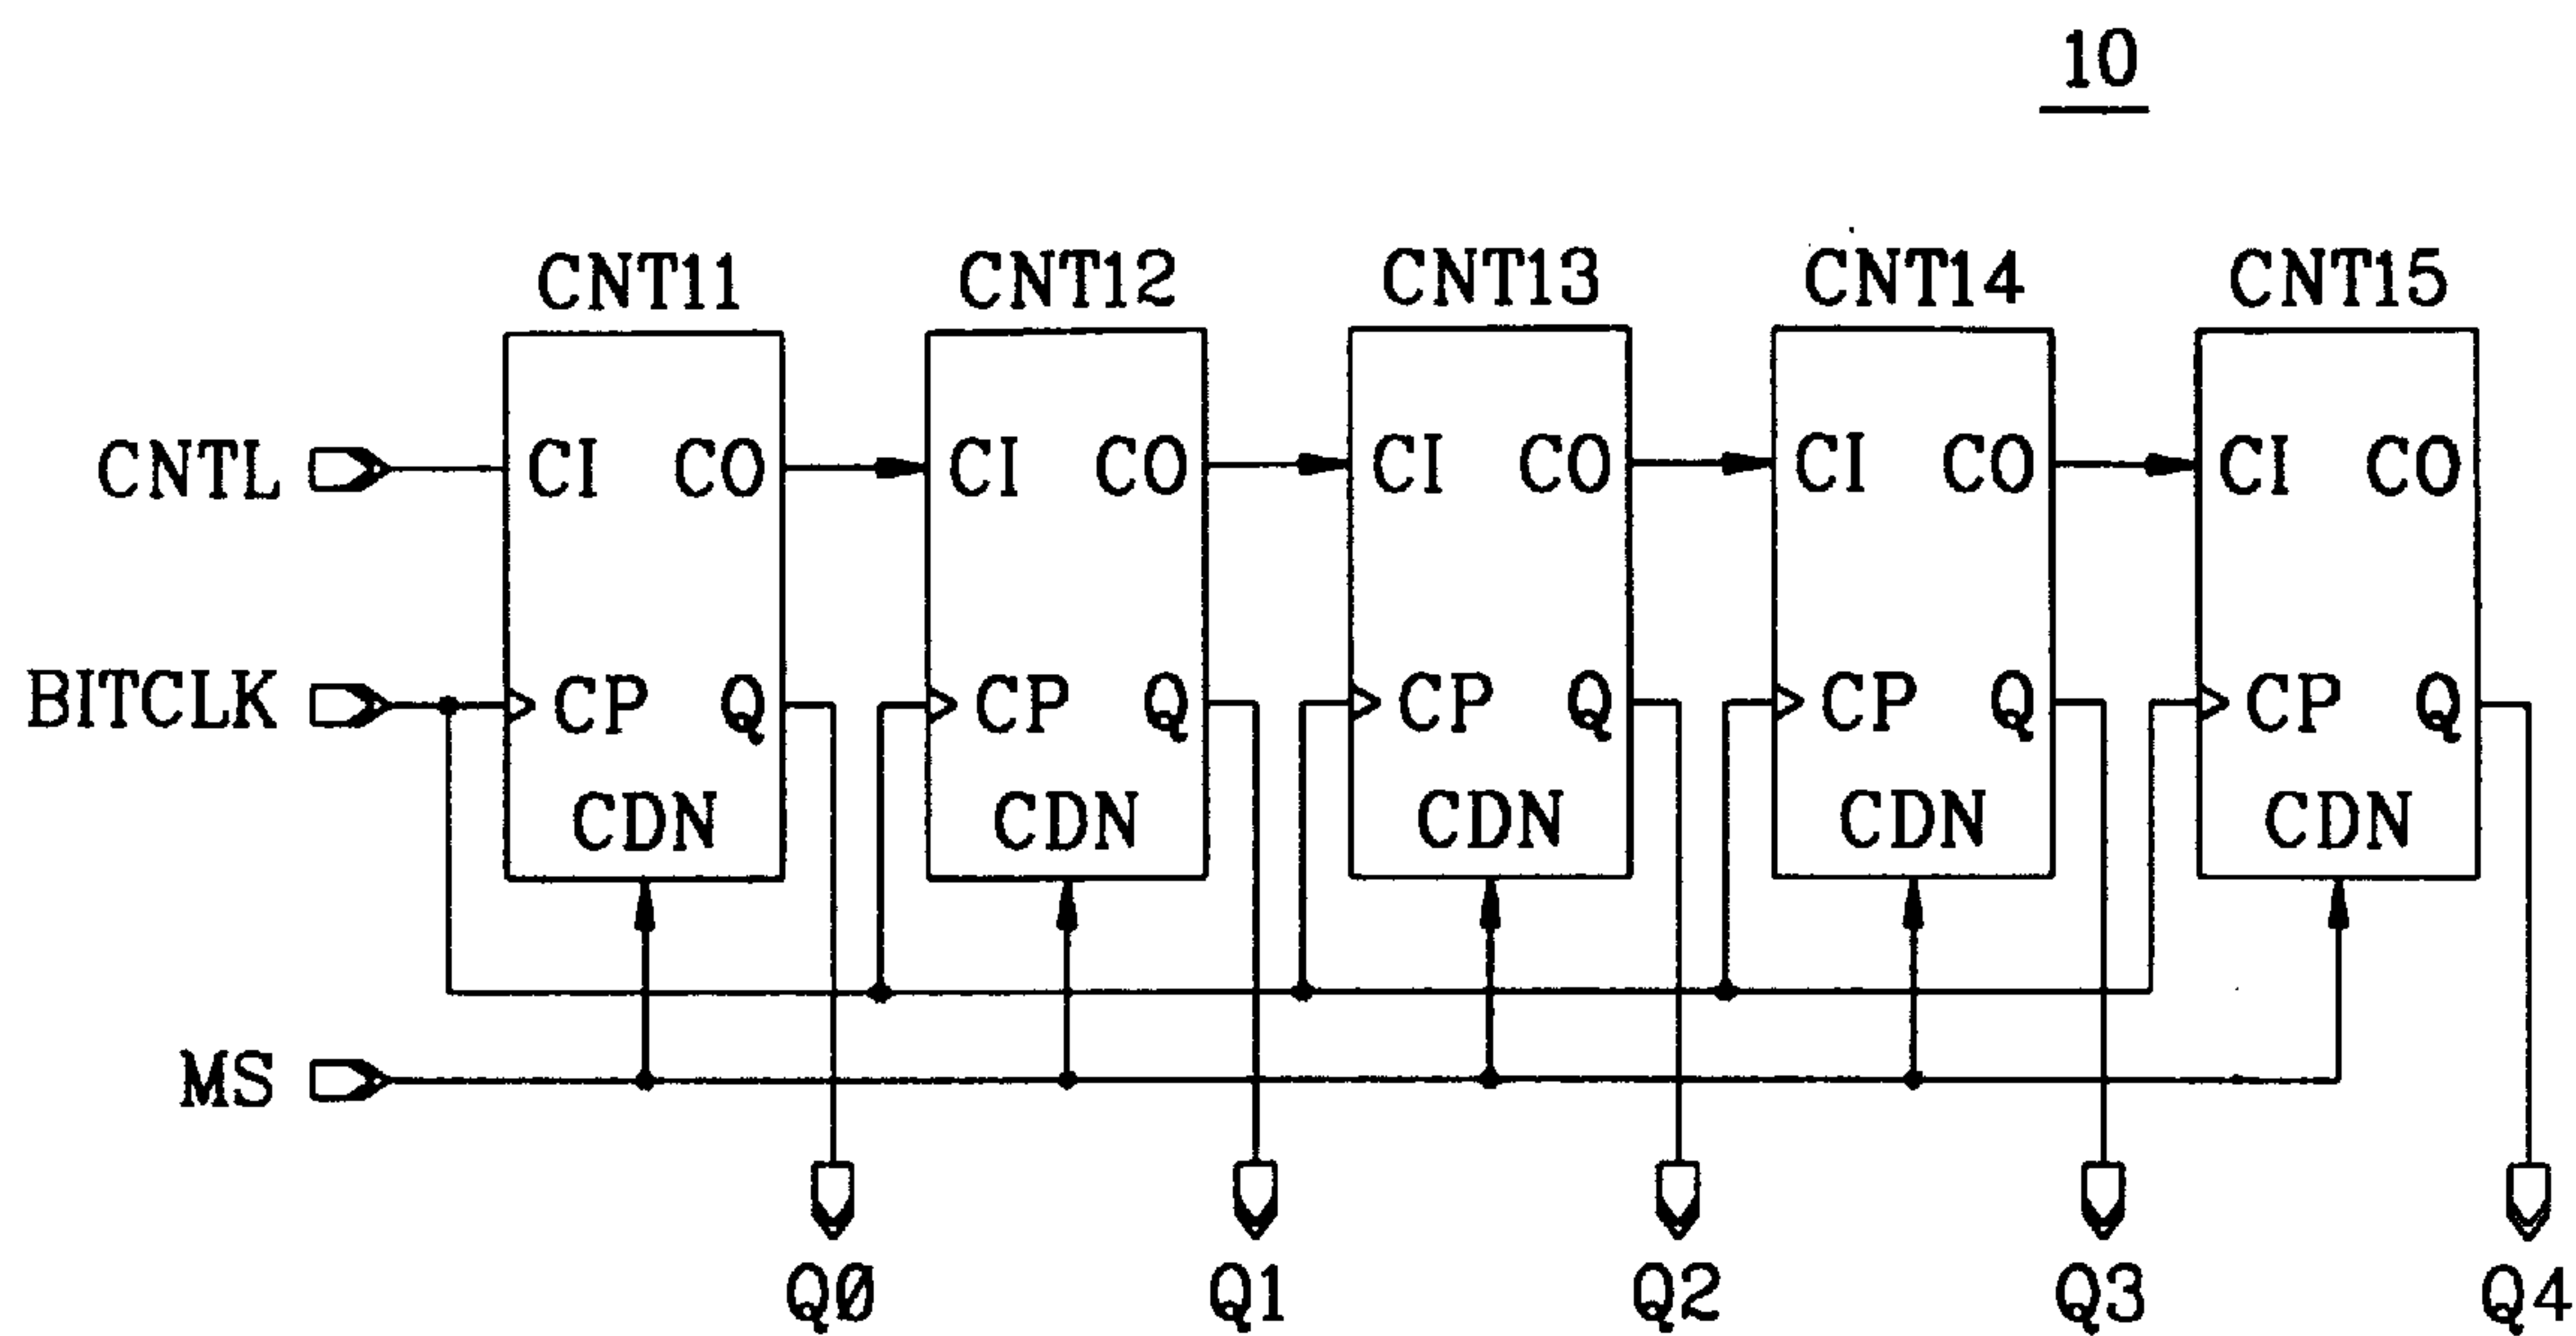 10
CNT11 CNT12 CNT13 CNT14 CNT15
CNTL CI CO CI CO CI CO CI CO CI CO
BITCLK CP Q CP Q CP Q CP Q CP Q
CDN CDN CDN CDN CDN
MS
Q0 Q1 Q2 Q3 Q4